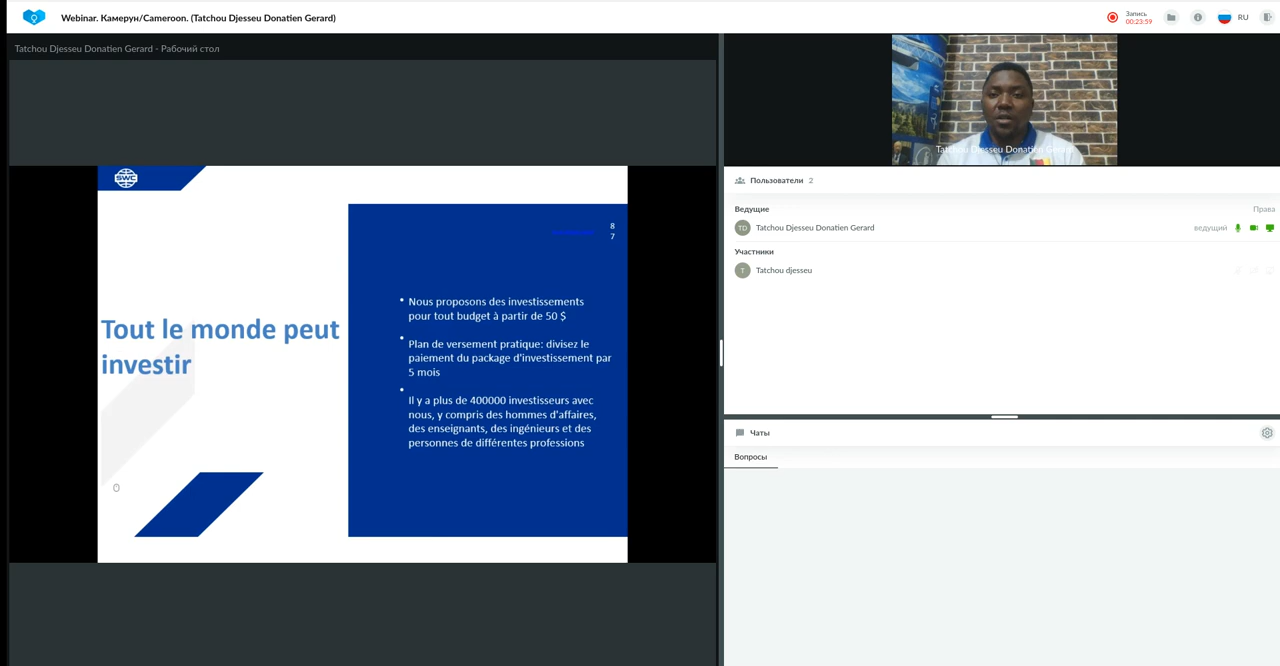 Webinar. Камерун/Cameroon. (Tatchou Djesseu Donatien Gerard)
Запись
00:23:59
RU
Tatchou Djesseu Donatien Gerard - Рабочий стол
SWC
8
7
Tout le monde peut
investir
• Nous proposons des investissements
pour tout budget à partir de 50 $
• Plan de versement pratique: divisez le
paiement du package d'investissement par
5 mois
•
Il y a plus de 400000 investisseurs avec
nous, y compris des hommes d'affaires,
des enseignants, des ingénieurs et des
personnes de différentes professions
Tatchou Djesseu Donatien Gerard
Пользователи 2
Ведущие Права
TD Tatchou Djesseu Donatien Gerard ведущий
Участники
T Tatchou djesseu
Чаты
Вопросы